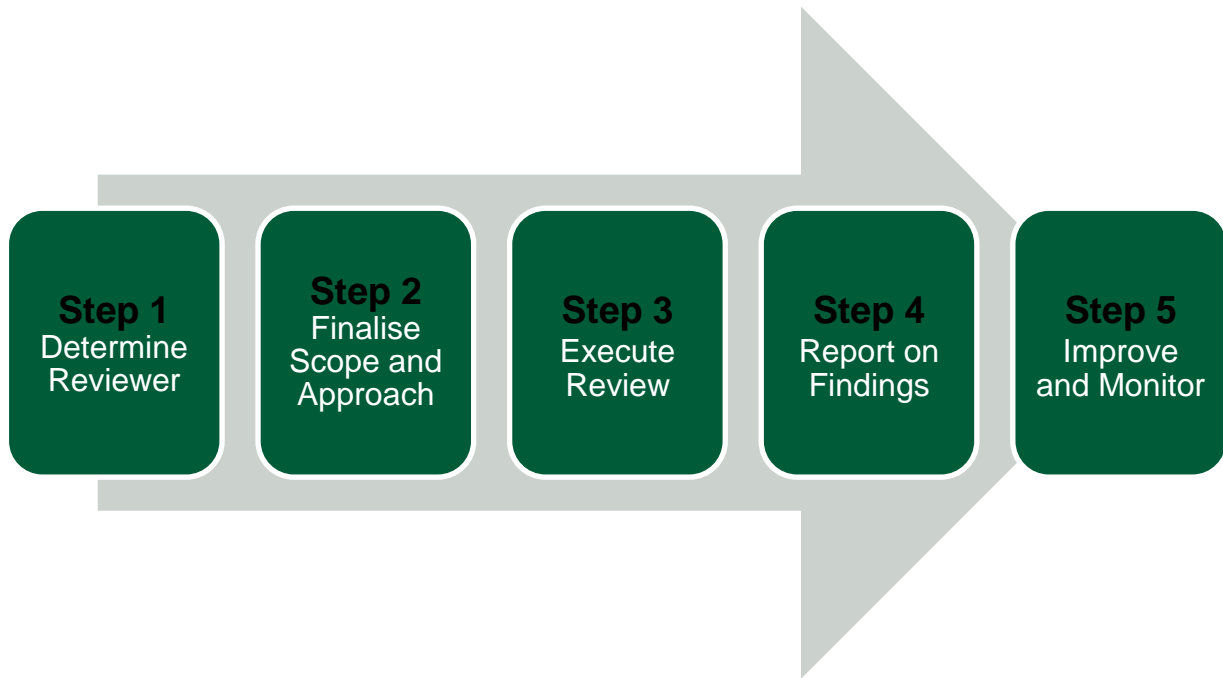 Step 1
Determine
Reviewer
Step 2
Finalise
Scope and
Approach
Step 3
Execute
Review
Step 4
Report on
Findings
Step 5
Improve
and Monitor